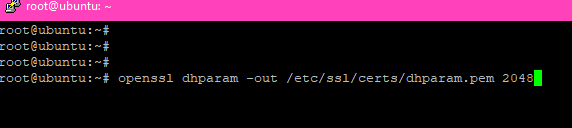 root@ubuntu: ~
root@ubuntu:~#
root@ubuntu:~#
root@ubuntu:~#
root@ubuntu:~# openssl dhparam -out /etc/ssl/certs/dhparam.pem 2048